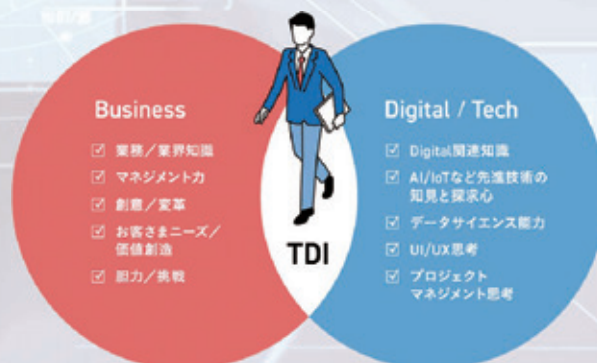 Business
業務／業界知識
マネジメント力
創意／変革
お客さまニーズ／
価値創造
胆力／挑戦
TDI
Digital / Tech
Digital関連知識
AI/IoTなど先進技術の
知見と探求心
データサイエンス能力
UI/UX思考
プロジェクト
マネジメント思考